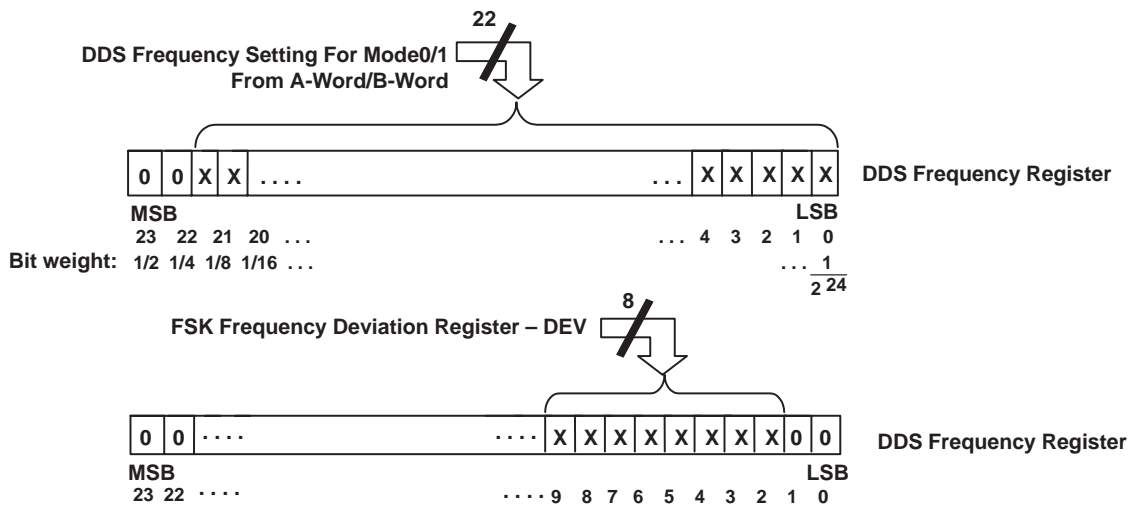 22
DDS Frequency Setting For Mode0/1
From A-Word/B-Word
0 0 X X .... ... X X X X X DDS Frequency Register
MSB LSB
23 22 21 20 ... ... 4 3 2 1 0
Bit weight: 1/2 1/4 1/8 1/16 ... ... 1
2 24
8
FSK Frequency Deviation Register – DEV
0 0 .... .... X X X X X X X X 0 0 DDS Frequency Register
MSB LSB
23 22 .... .... 9 8 7 6 5 4 3 2 1 0